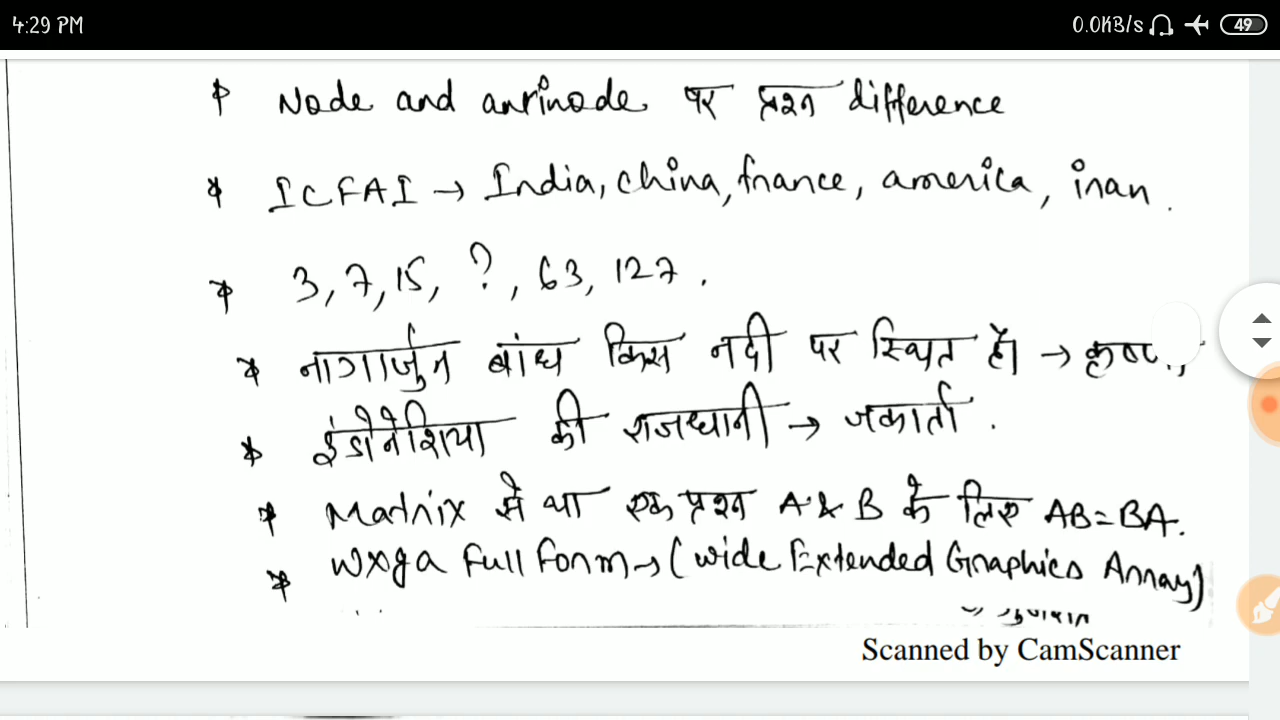 4:29 PM 0.0KB/s 49
* Node and antinode पर प्रश्न difference
* ICFAI → India, china, france, america, iran.
* 3, 7, 15, ?, 63, 127.
* नागार्जुन बांध किस नदी पर स्थित है। →
* इंडोनेशिया की राजधानी → जकार्ता.
* Matrix से था एक प्रश्न A & B के लिए AB=BA.
* wxga full form → (wide Extended Graphics Array)
Scanned by CamScanner